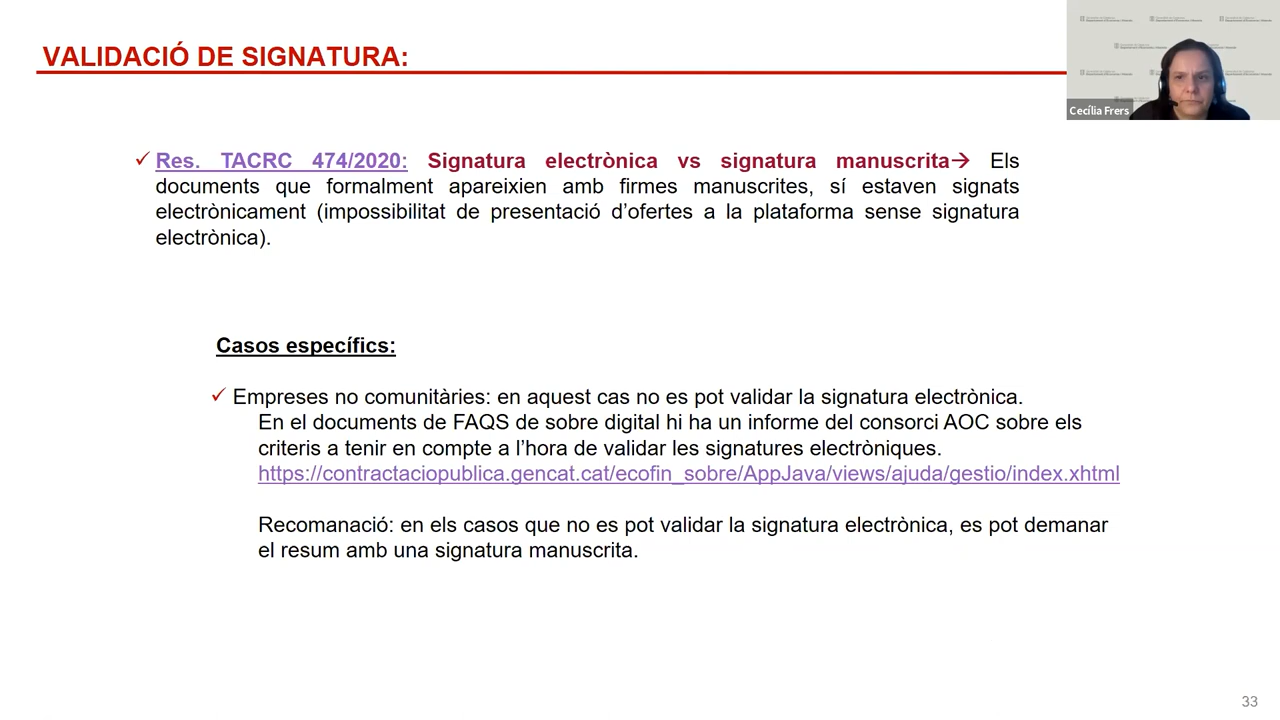 VALIDACIÓ DE SIGNATURA:
Cecília Frers
✓ Res. TACRC 474/2020: Signatura electrònica vs signatura manuscrita→ Els
documents que formalment apareixien amb firmes manuscrites, sí estaven signats
electrònicament (impossibilitat de presentació d’ofertes a la plataforma sense signatura
electrònica).
Casos específics:
✓ Empreses no comunitàries: en aquest cas no es pot validar la signatura electrònica.
En el documents de FAQS de sobre digital hi ha un informe del consorci AOC sobre els
criteris a tenir en compte a l’hora de validar les signatures electròniques.
https://contractaciopublica.gencat.cat/ecofin_sobre/AppJava/views/ajuda/gestio/index.xhtml
Recomanació: en els casos que no es pot validar la signatura electrònica, es pot demanar
el resum amb una signatura manuscrita.
33